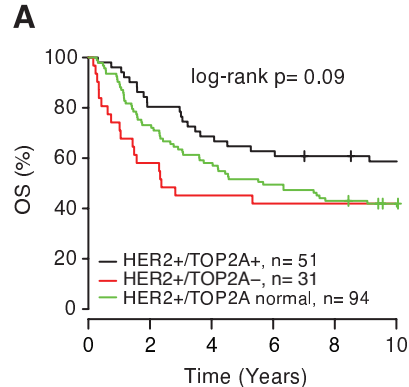 A
log-rank p= 0.09
OS (%)
100
80
60
40
20
0
HER2+/TOP2A+, n= 51
HER2+/TOP2A−, n= 31
HER2+/TOP2A normal, n= 94
0 2 4 6 8 10
Time (Years)